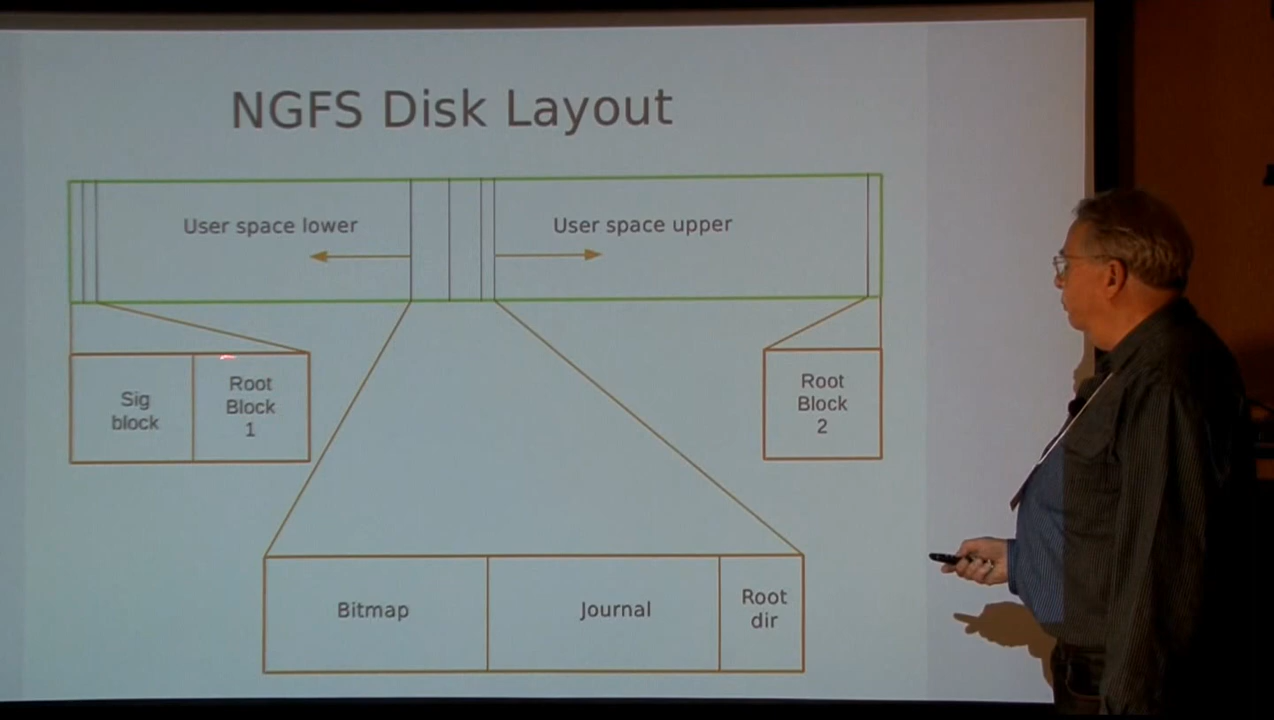 NGFS Disk Layout
User space lower
User space upper
Sig
block
Root
Block
1
Root
Block
2
Bitmap
Journal
Root
dir